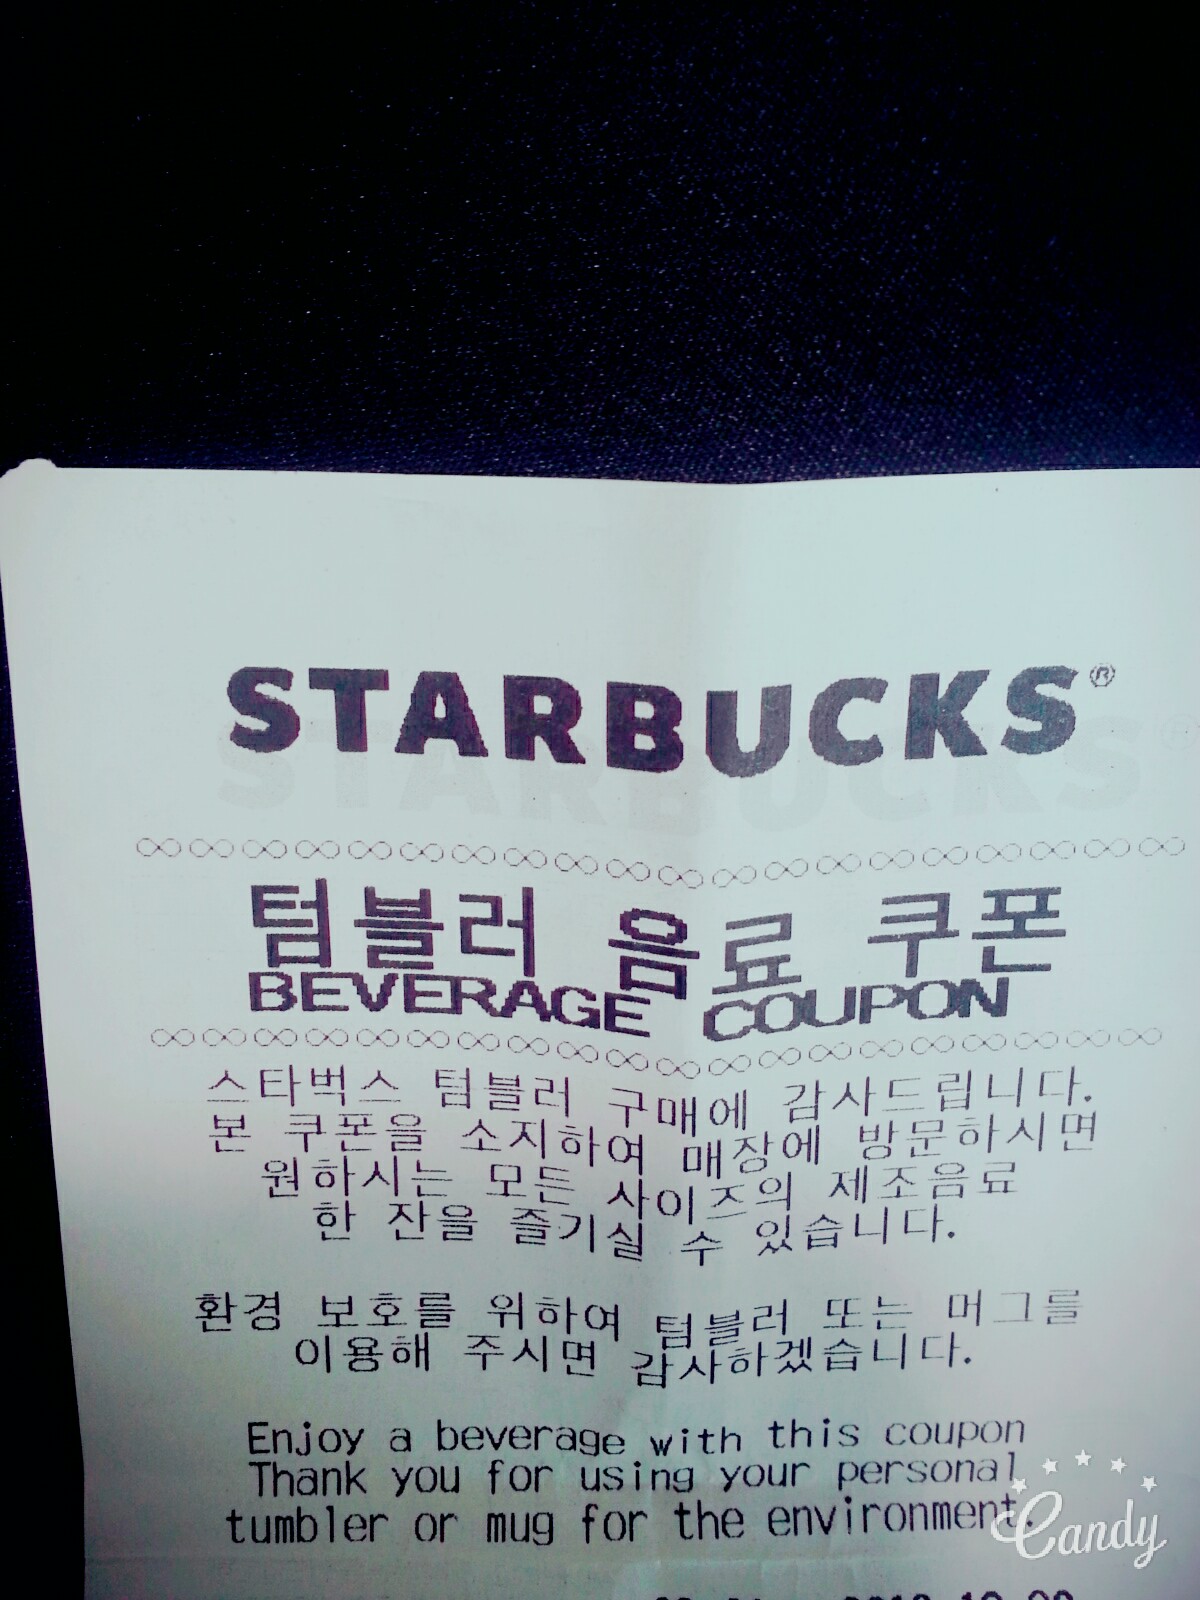 STARBUCKS®
텀블러 음료 쿠폰
BEVERAGE COUPON
스타벅스 텀블러 구매에 감사드립니다.
본 쿠폰을 소지하여 매장에 방문하시면
원하시는 모든 사이즈의 제조음료
한 잔을 즐기실 수 있습니다.
환경 보호를 위하여 텀블러 또는 머그를
이용해 주시면 감사하겠습니다.
Enjoy a beverage with this coupon
Thank you for using your personal
tumbler or mug for the environment.
Candy